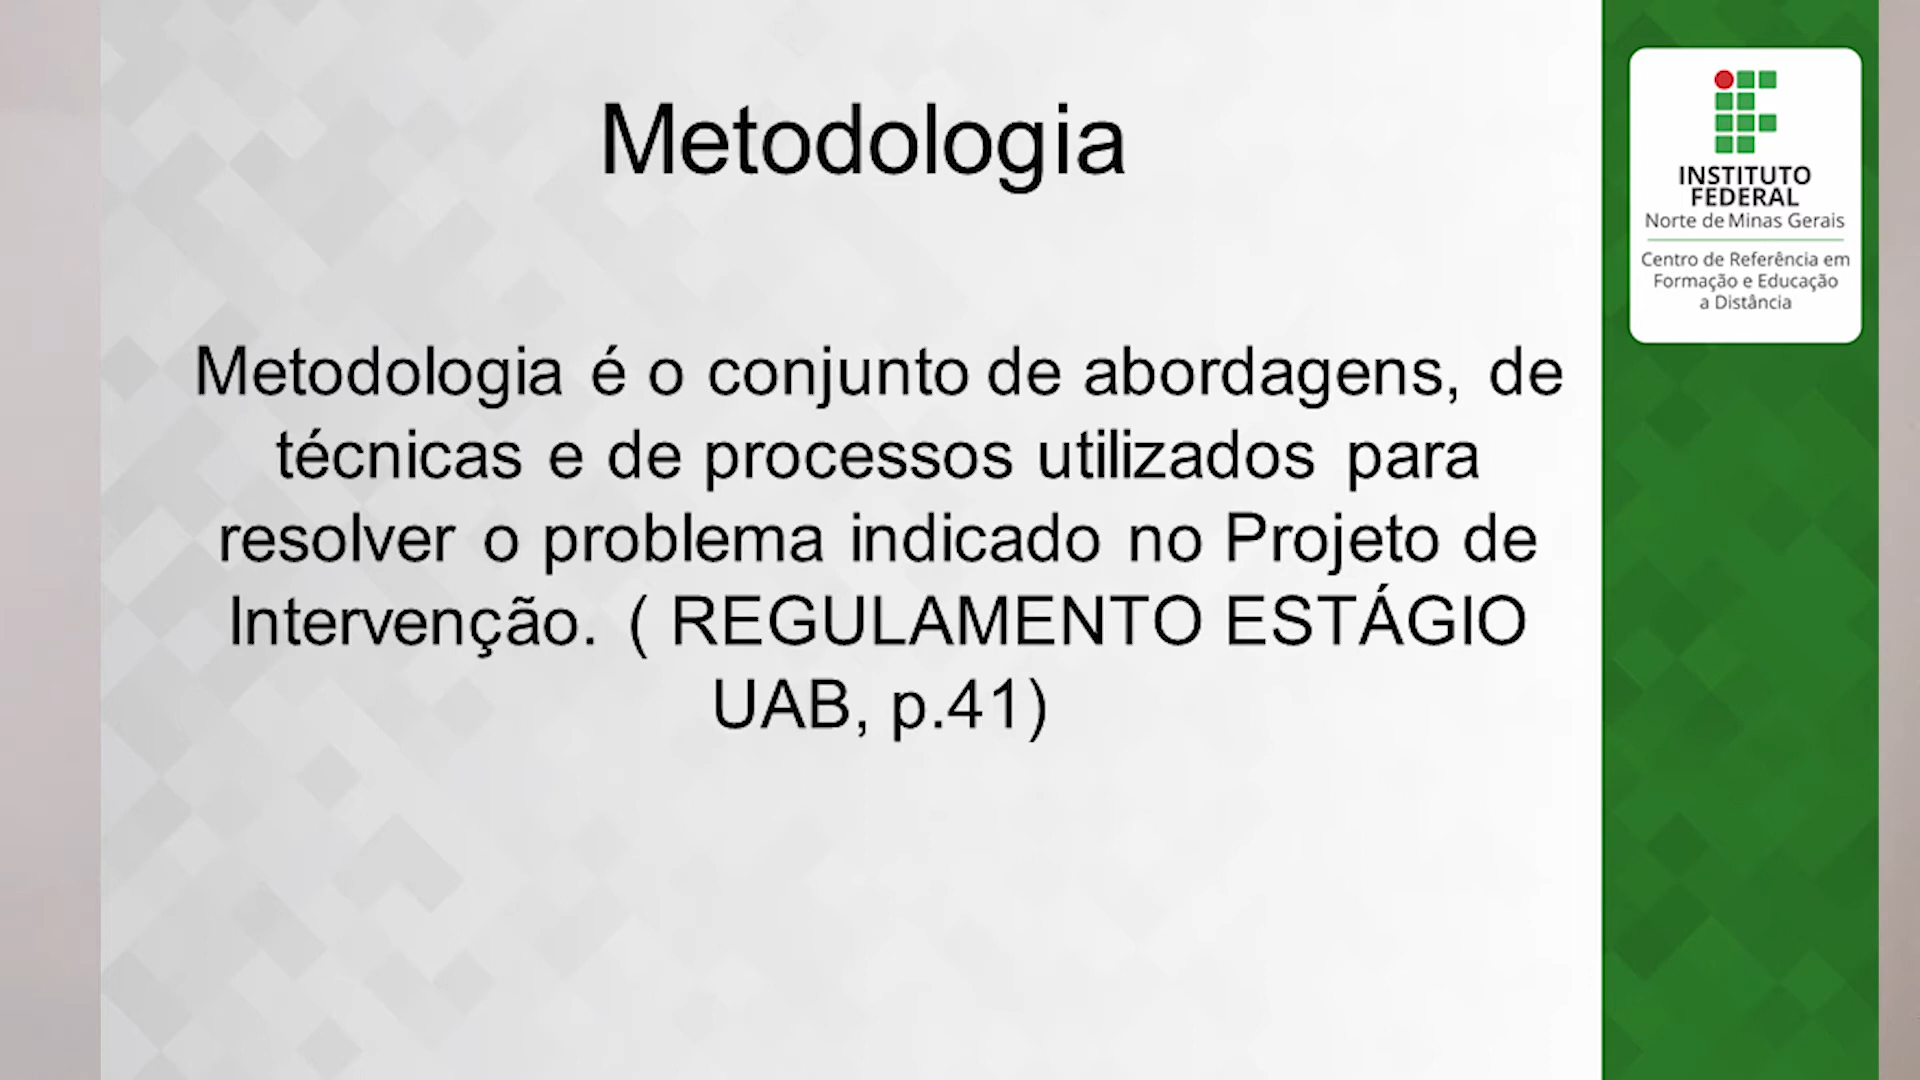 Metodologia
Metodologia é o conjunto de abordagens, de
técnicas e de processos utilizados para
resolver o problema indicado no Projeto de
Intervenção. ( REGULAMENTO ESTÁGIO
UAB, p.41)
INSTITUTO
FEDERAL
Norte de Minas Gerais
Centro de Referência em
Formação e Educação
a Distância